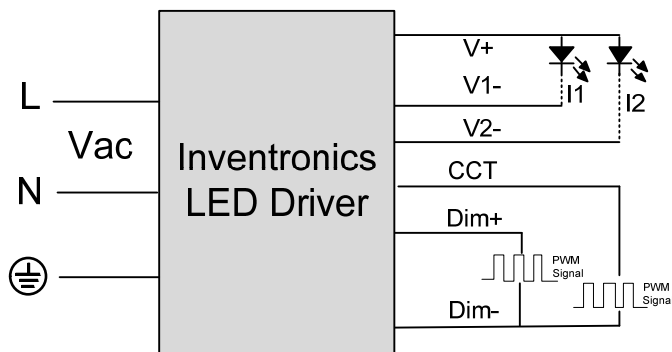 V+
V1-
I1
I2
L
Vac
V2-
Inventronics
LED Driver
CCT
N
Dim+
PWM
Signal
PWM
Signa
Dim-